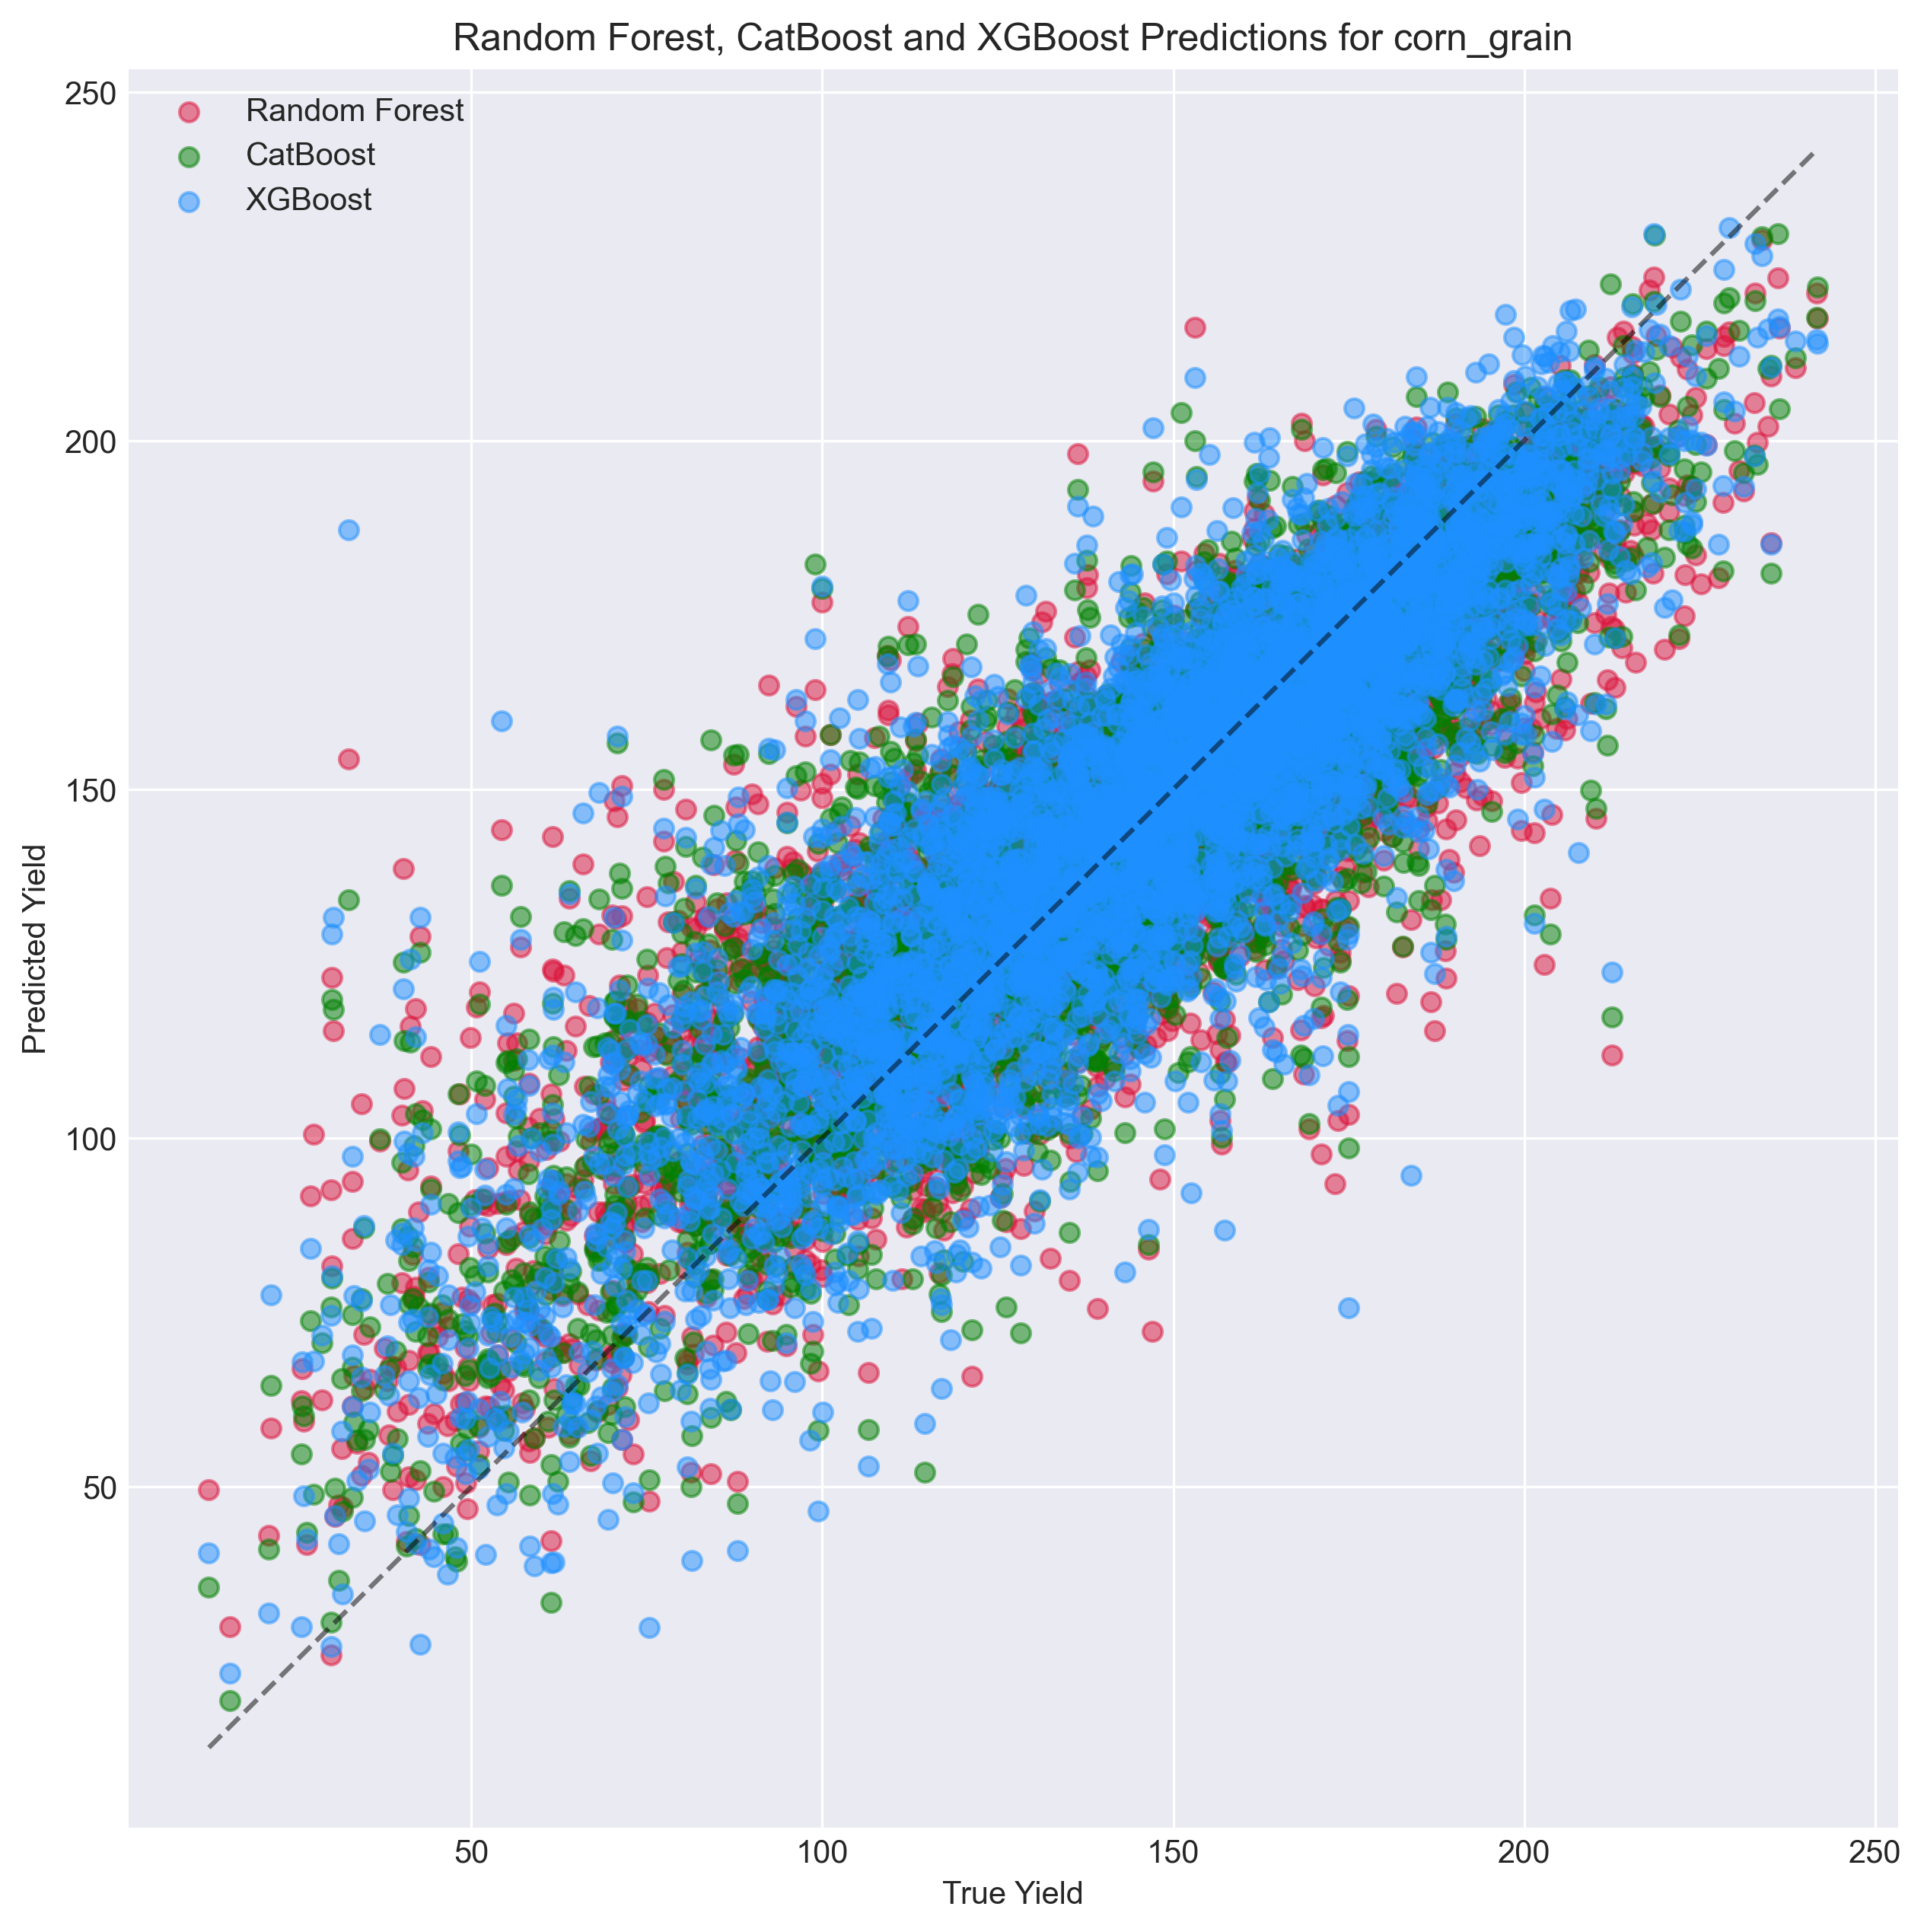 Random Forest, CatBoost and XGBoost Predictions for corn_grain
250
Random Forest
CatBoost
XGBoost
200
150
Predicted Yield
100
50
50 100 150 200 250
True Yield